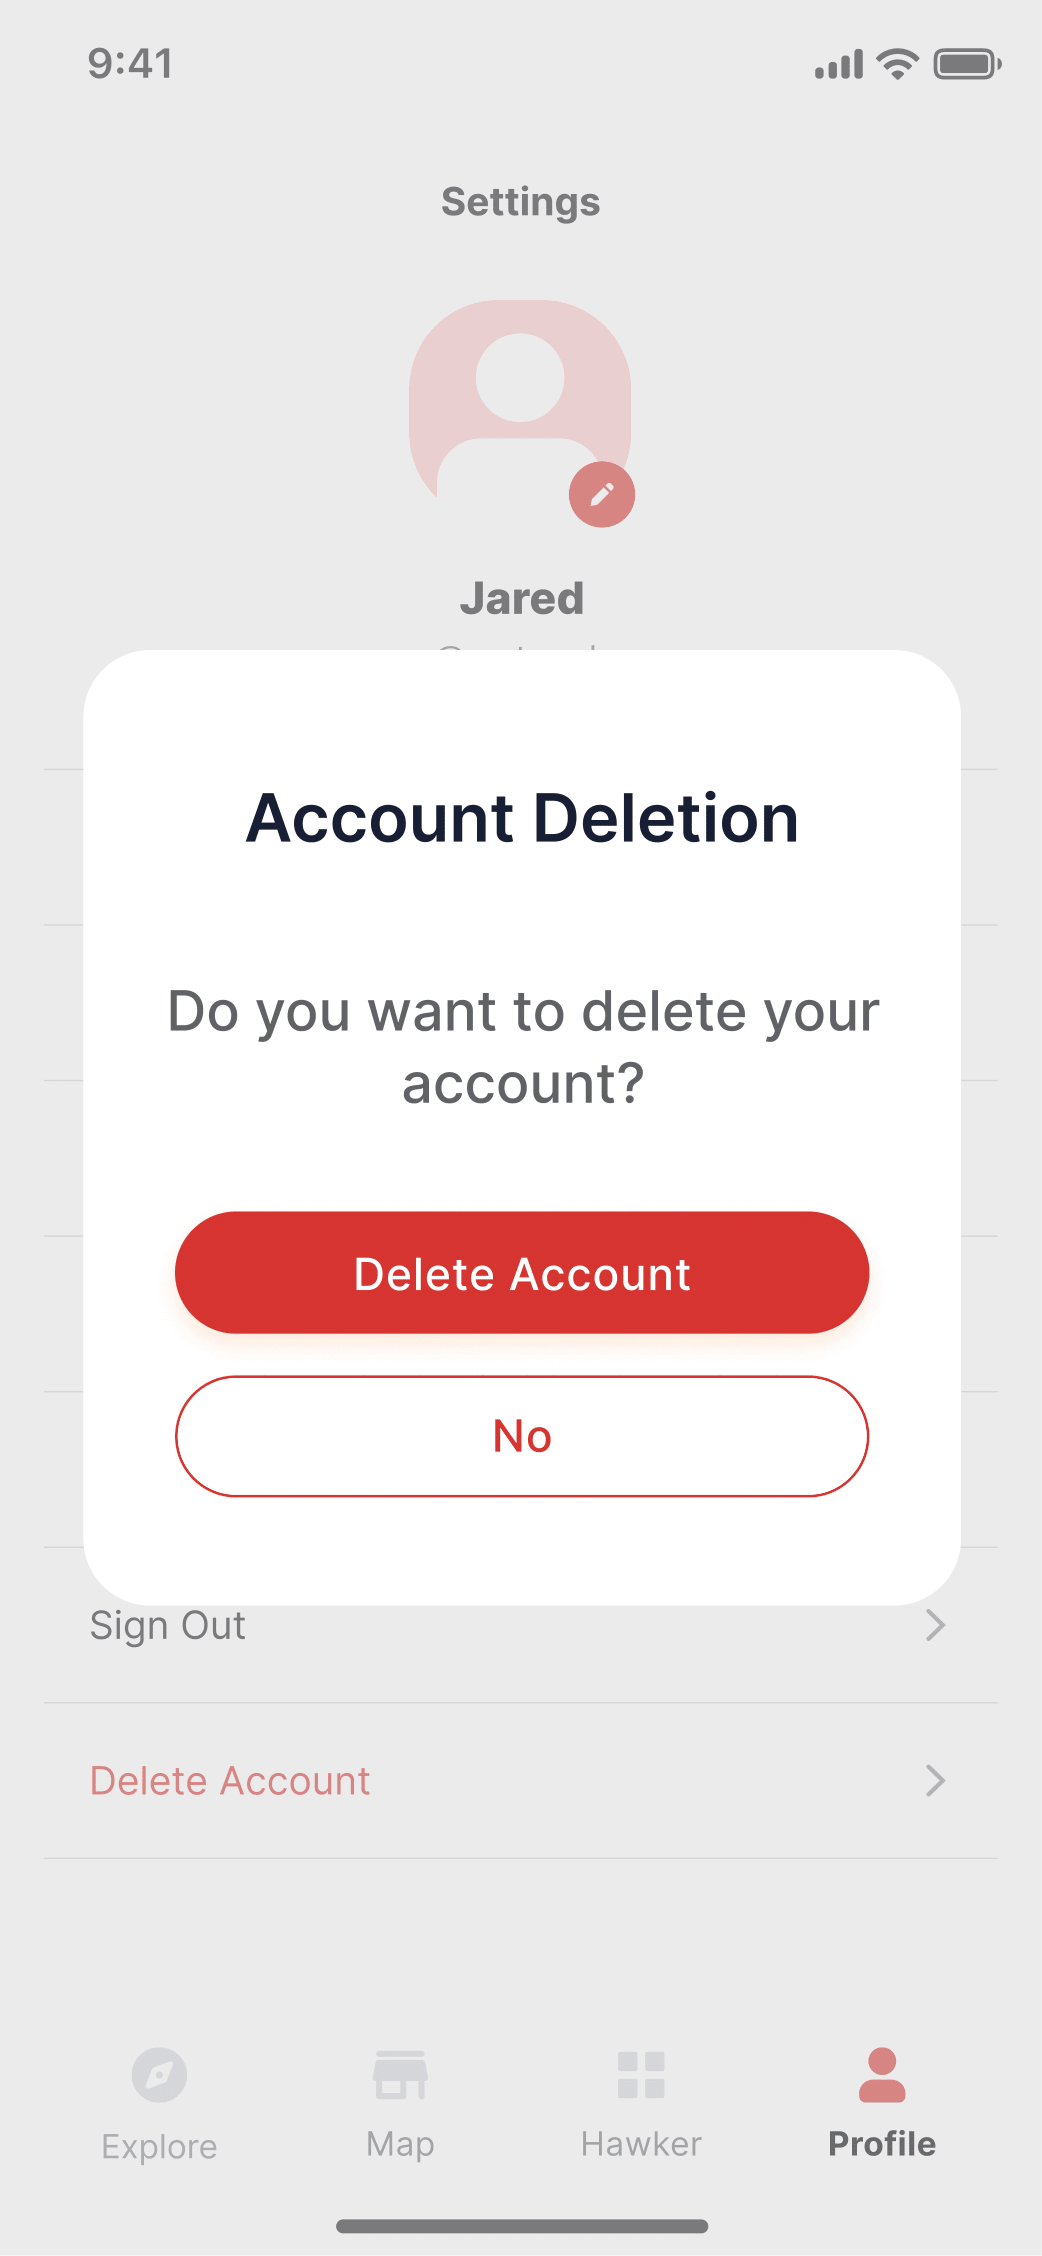 9:41
Settings
Jared
Account Deletion
Do you want to delete your
account?
Delete Account
No
Sign Out
Delete Account
Explore
Map
Hawker
Profile